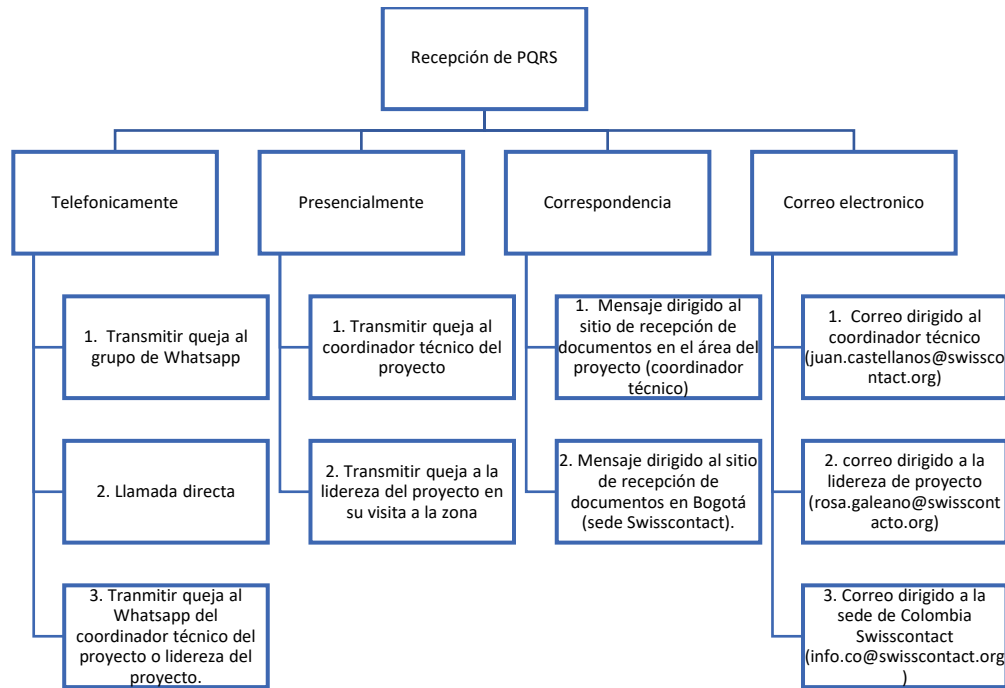 Recepción de PQRS
Telefonicamente
1. Transmitir queja al
grupo de Whatsapp
2. Llamada directa
3. Tranmitir queja al
Whatsapp del
coordinador técnico del
proyecto o lidereza del
proyecto.
Presencialmente
1. Transmitir queja al
coordinador técnico del
proyecto
2. Transmitir queja a la
lidereza del proyecto en
su visita a la zona
Correspondencia
1. Mensaje dirigido al
sitio de recepción de
documentos en el área del
proyecto (coordinador
técnico)
2. Mensaje dirigido al sitio
de recepción de
documentos en Bogotá
(sede Swisscontact).
Correo electronico
1. Correo dirigido al
coordinador técnico
(juan.castellanos@swissco
ntact.org)
2. correo dirigido a la
lidereza de proyecto
(rosa.galeano@swisscont
acto.org)
3. Correo dirigido a la
sede de Colombia
Swisscontact
(info.co@swisscontact.org
)